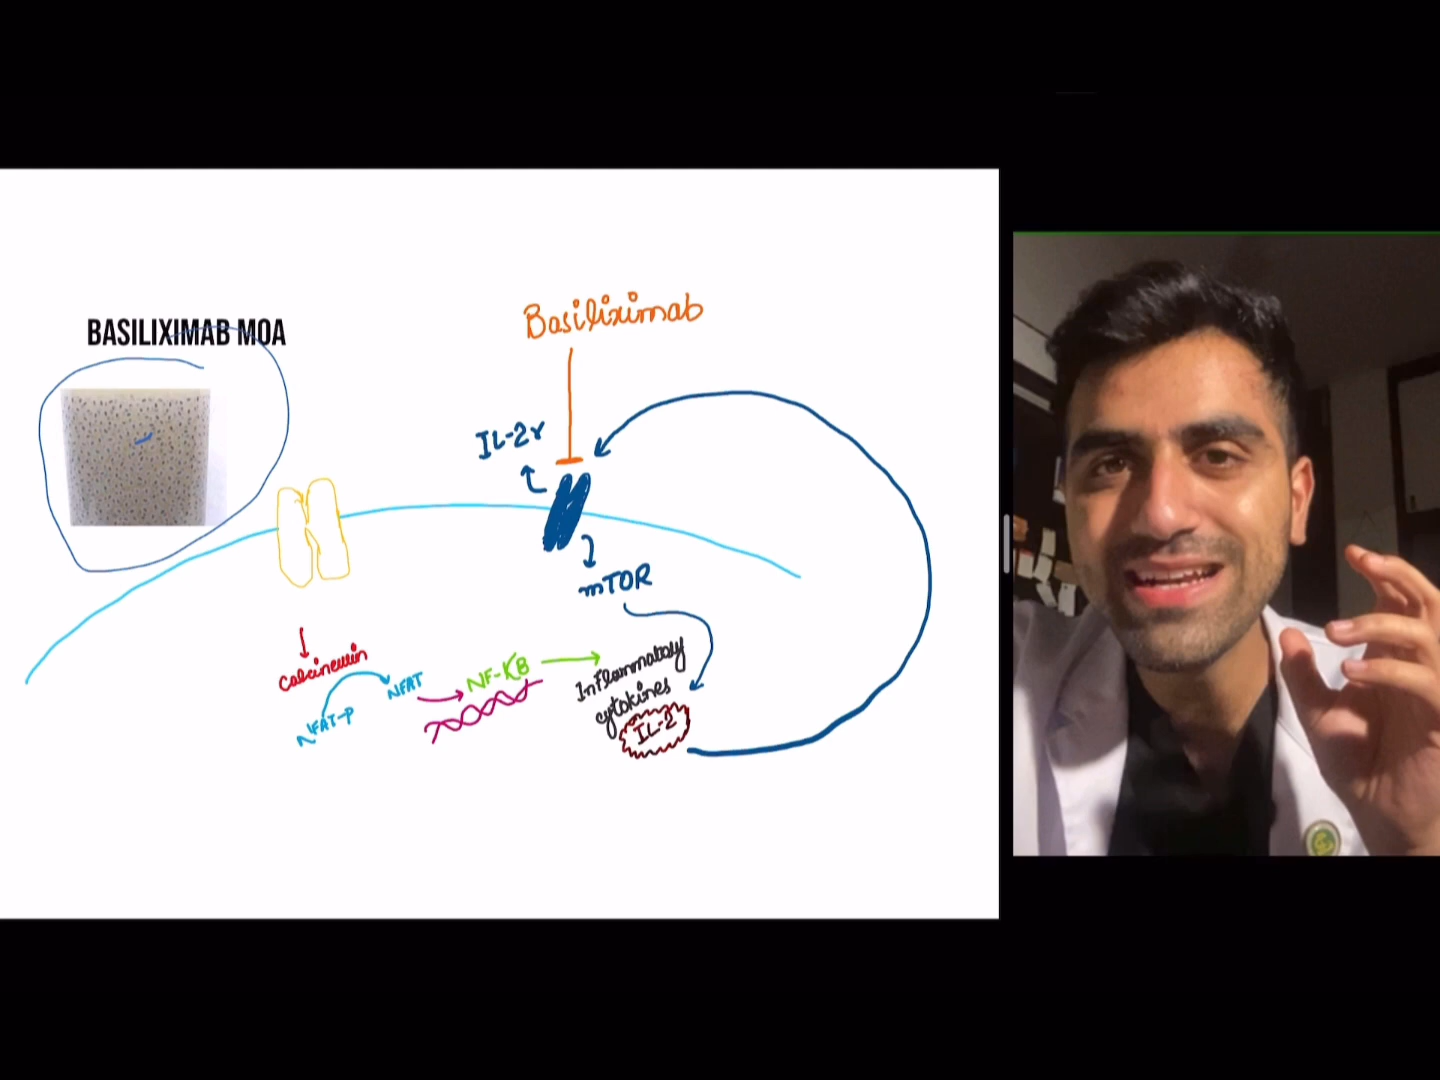 BASILIXIMAB MOA
Basiliximab
IL-2r
mTOR
Calcineurin
NFAT-P
NFAT
NF-KB
Inflammatory
cytokines
IL-2